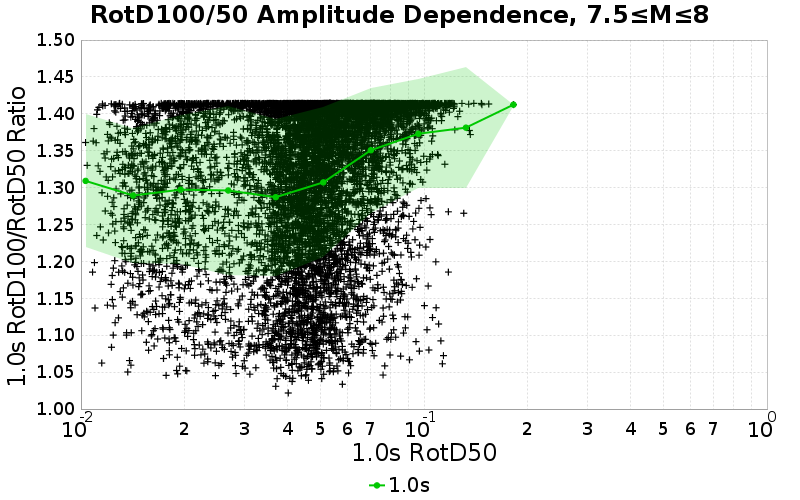 RotD100/50 Amplitude Dependence, 7.5≤M≤8
1.0s RotD100/RotD50 Ratio
1.50
1.45
1.40
1.35
1.30
1.25
1.20
1.15
1.10
1.05
1.00
10-2 2 3 4 5 6 7 10-1 2 3 4 5 6 7 100
1.0s RotD50
1.0s